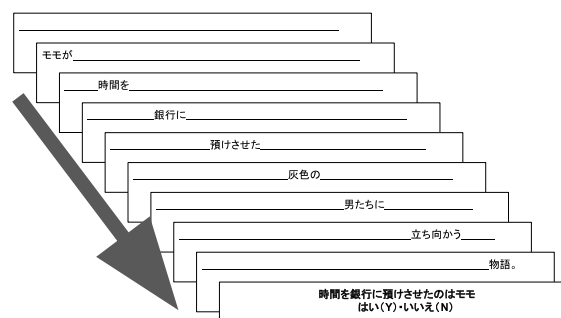 モモが
時間を
銀行に
預けさせた
灰色の
男たちに
立ち向かう
物語。
時間を銀行に預けさせたのはモモ
はい(Y)・いいえ(N)